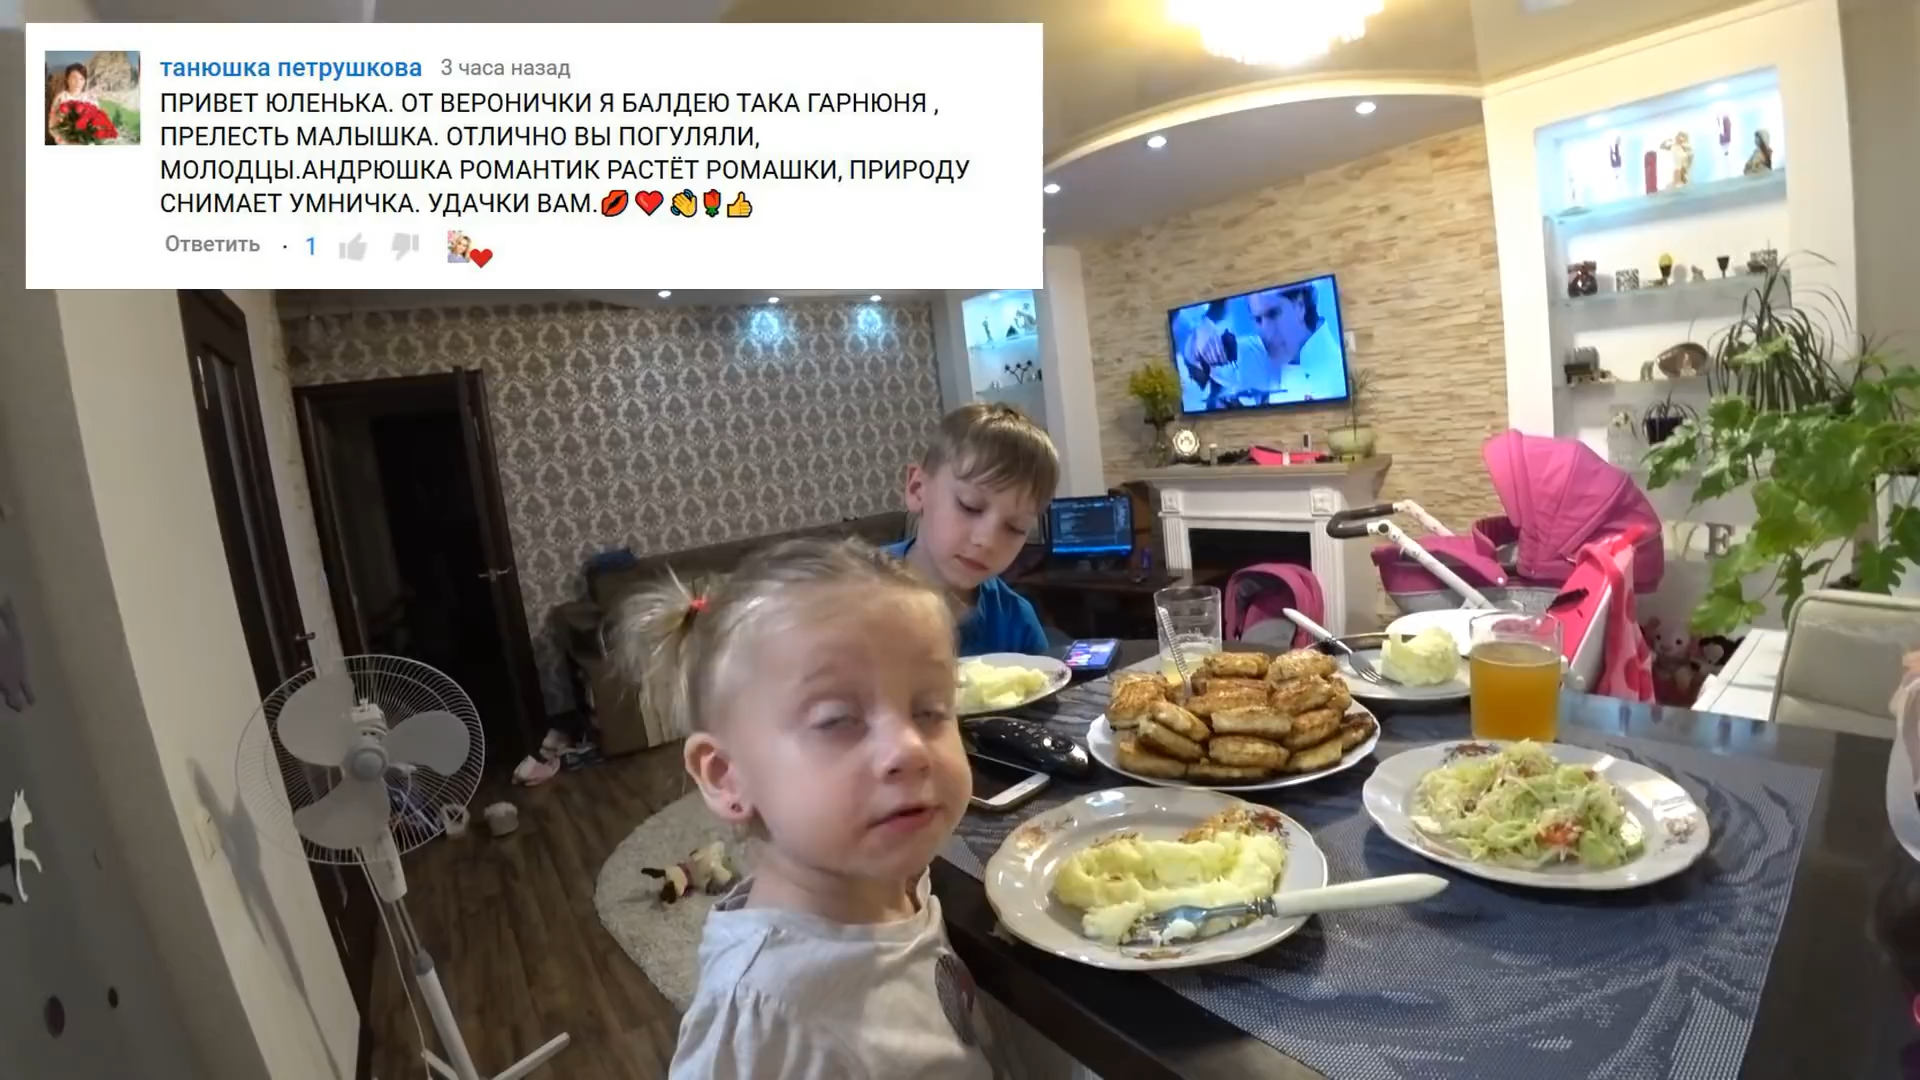 танюшка петрушкова 3 часа назад
ПРИВЕТ ЮЛЕНЬКА. ОТ ВЕРОНИЧКИ Я БАЛДЕЮ ТАКА ГАРНЮНЯ ,
ПРЕЛЕСТЬ МАЛЫШКА. ОТЛИЧНО ВЫ ПОГУЛЯЛИ,
МОЛОДЦЫ.АНДРЮШКА РОМАНТИК РАСТЁТ РОМАШКИ, ПРИРОДУ
СНИМАЕТ УМНИЧКА. УДАЧКИ ВАМ.💋❤️👏🌹👍
Ответить · 1